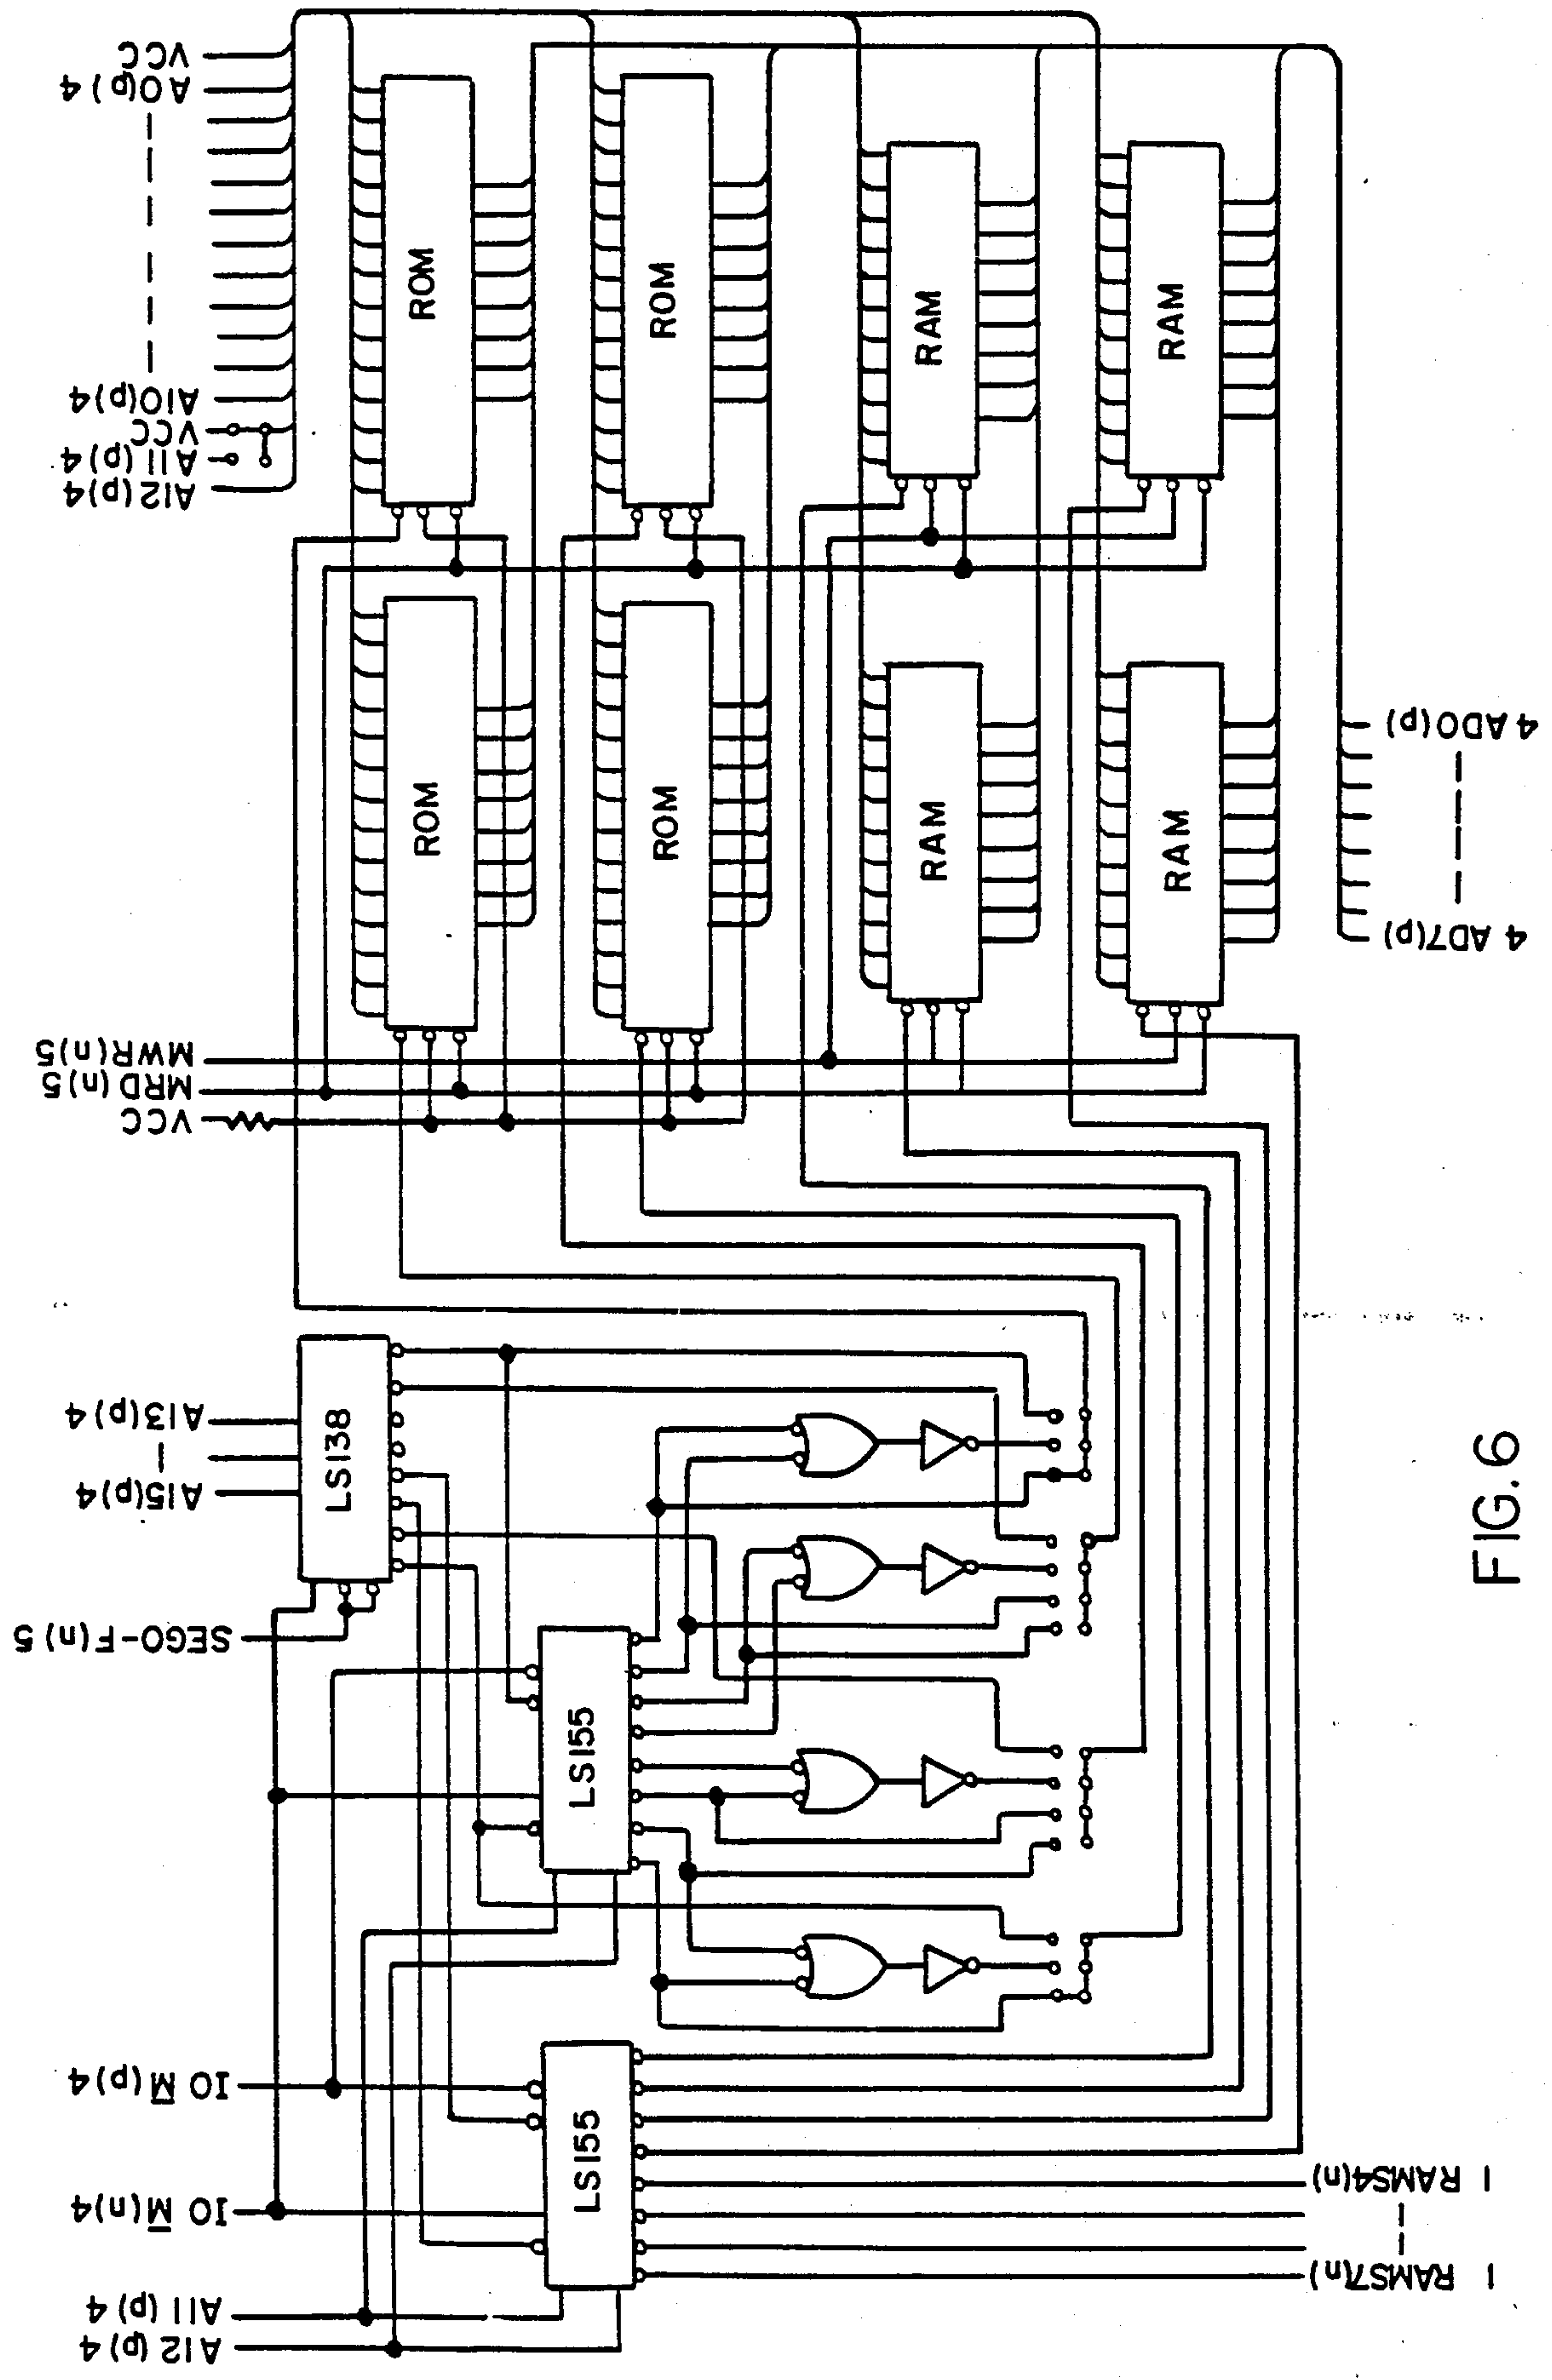 VCC
A0(p)4
A10(p)4
VCC
A11(p)4
A12(p)4
ROM
ROM
RAM
RAM
ROM
ROM
RAM
RAM
4 AD0(p)
4 AD7(p)
MWR(n)5
MRD(n)5
VCC
A13(p)4
A15(p)4
LS138
SEG0-F(n)5
LS155
IO M̅(p)4
IO M̅(n)4
LS155
A11(p)4
A12(p)4
1 RAMS4(n)
1 RAMS7(n)
FIG.6